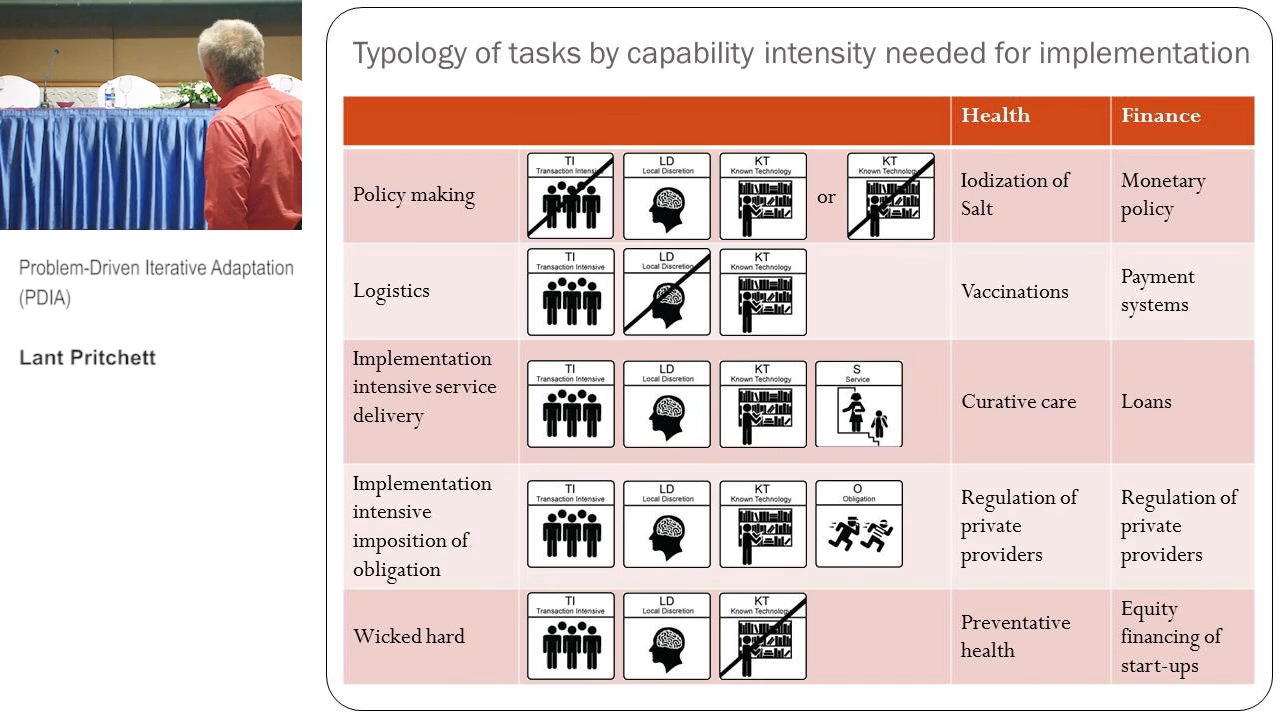 Typology of tasks by capability intensity needed for implementation
Problem-Driven Iterative Adaptation
(PDIA)
Lant Pritchett
Health
Finance
Policy making
TI
Transaction Intensive
LD
Local Discretion
KT
Known Technology
or
KT
Known Technology
Iodization of
Salt
Monetary
policy
Logistics
TI
Transaction Intensive
LD
Local Discretion
KT
Known Technology
Vaccinations
Payment
systems
Implementation
intensive service
delivery
TI
Transaction Intensive
LD
Local Discretion
KT
Known Technology
S
Service
Curative care
Loans
Implementation
intensive
imposition of
obligation
TI
Transaction Intensive
LD
Local Discretion
KT
Known Technology
O
Obligation
Regulation of
private
providers
Regulation of
private
providers
Wicked hard
TI
Transaction Intensive
LD
Local Discretion
KT
Known Technology
Preventative
health
Equity
financing of
start-ups